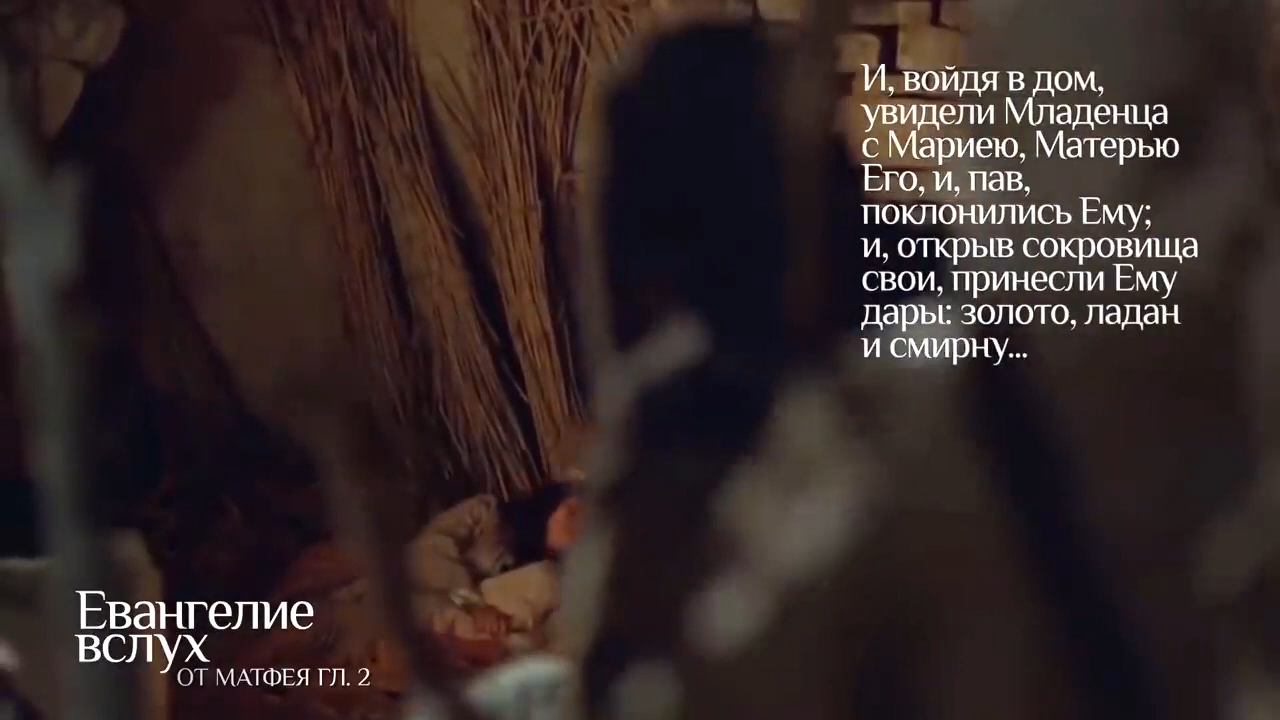 И, войдя в дом,
увидели Младенца
с Мариею, Матерью
Его, и, пав,
поклонились Ему;
и, открыв сокровища
свои, принесли Ему
дары: золото, ладан
и смирну...
Евангелие
вслух
ОТ МАТФЕЯ ГЛ. 2